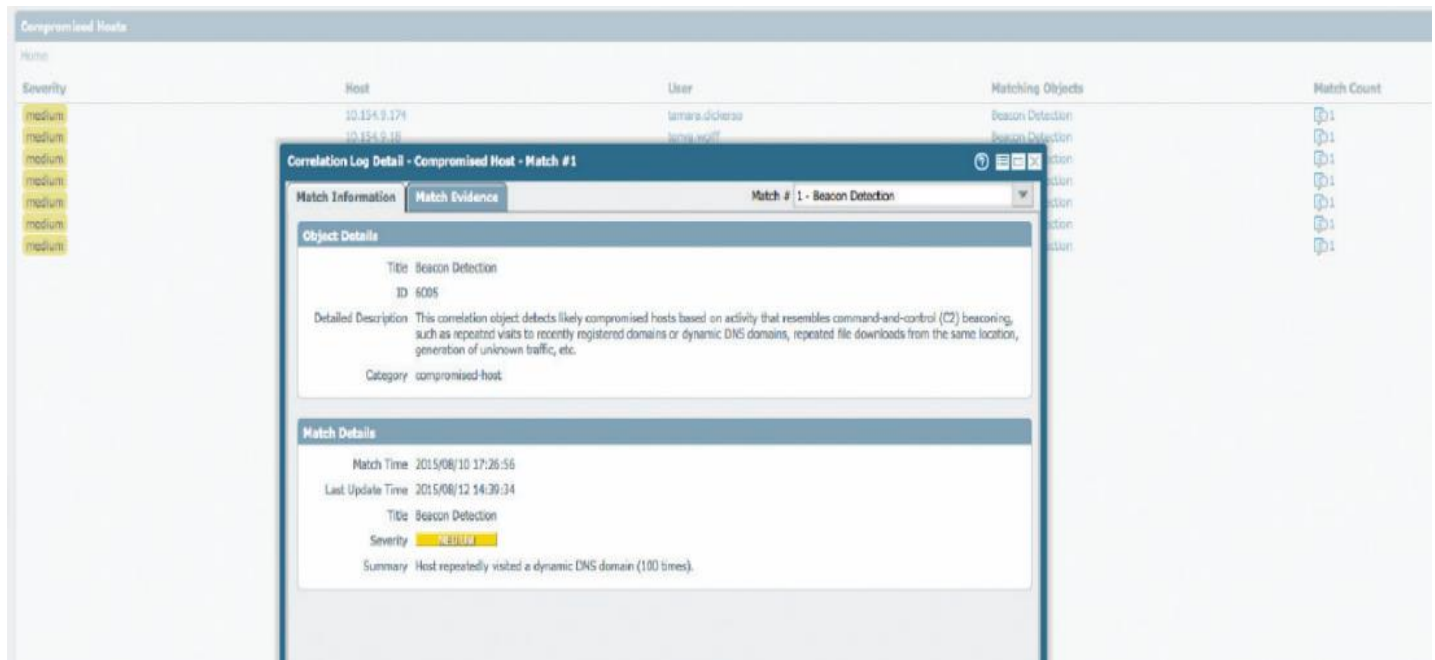 Compromised Hosts
Home
Severity Host User Matching Objects Match Count
medium 10.154.9.174 tamara.dickerso Beacon Detection 1
medium 10.154.9.18 tanya.wolff Beacon Detection 1
medium 1
medium 1
medium 1
medium 1
medium 1
Correlation Log Detail - Compromised Host - Match #1
Match Information Match Evidence Match # 1 - Beacon Detection
Object Details
Title Beacon Detection
ID 6005
Detailed Description This correlation object detects likely compromised hosts based on activity that resembles command-and-control (C2) beaconing,
such as repeated visits to recently registered domains or dynamic DNS domains, repeated file downloads from the same location,
generation of unknown traffic, etc.
Category compromised-host
Match Details
Match Time 2015/08/10 17:26:56
Last Update Time 2015/08/12 14:39:34
Title Beacon Detection
Severity MEDIUM
Summary Host repeatedly visited a dynamic DNS domain (100 times).